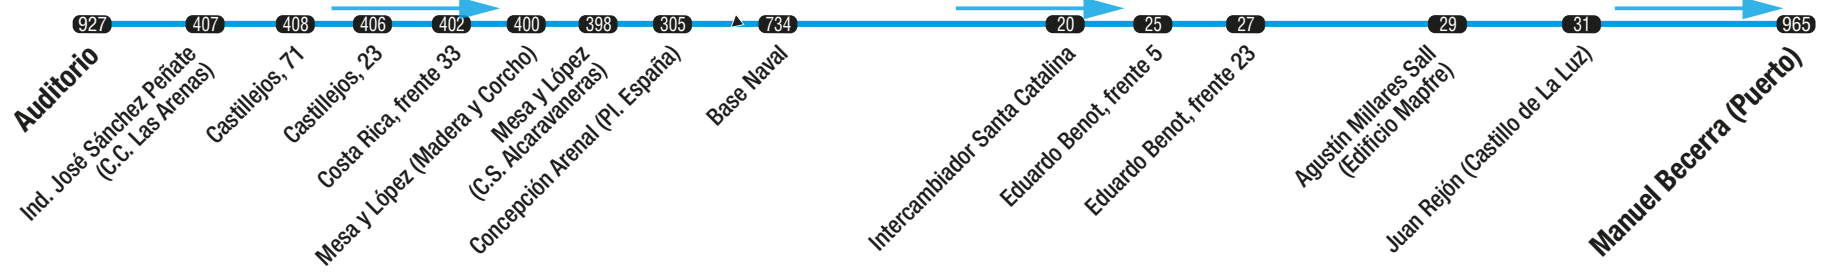 927 407 408 406 402 400 398 305 734 20 25 27 29 31 965
Auditorio
Ind. José Sánchez Peñate
(C.C. Las Arenas)
Castillejos, 71
Castillejos, 23
Costa Rica, frente 33
Mesa y López (Madera y Corcho)
Mesa y López
(C.S. Alcaravaneras)
Concepción Arenal (Pl. España)
Base Naval
Intercambiador Santa Catalina
Eduardo Benot, frente 5
Eduardo Benot, frente 23
Agustín Millares Sall
(Edificio Mapfre)
Juan Rejón (Castillo de La Luz)
Manuel Becerra (Puerto)